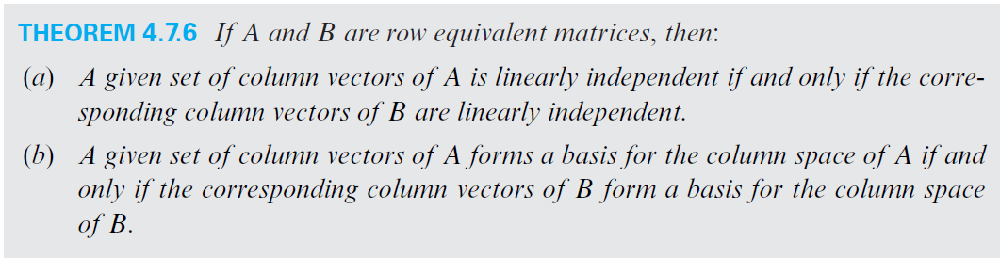 THEOREM 4.7.6 If A and B are row equivalent matrices, then:
(a) A given set of column vectors of A is linearly independent if and only if the corre-
sponding column vectors of B are linearly independent.
(b) A given set of column vectors of A forms a basis for the column space of A if and
only if the corresponding column vectors of B form a basis for the column space
of B.